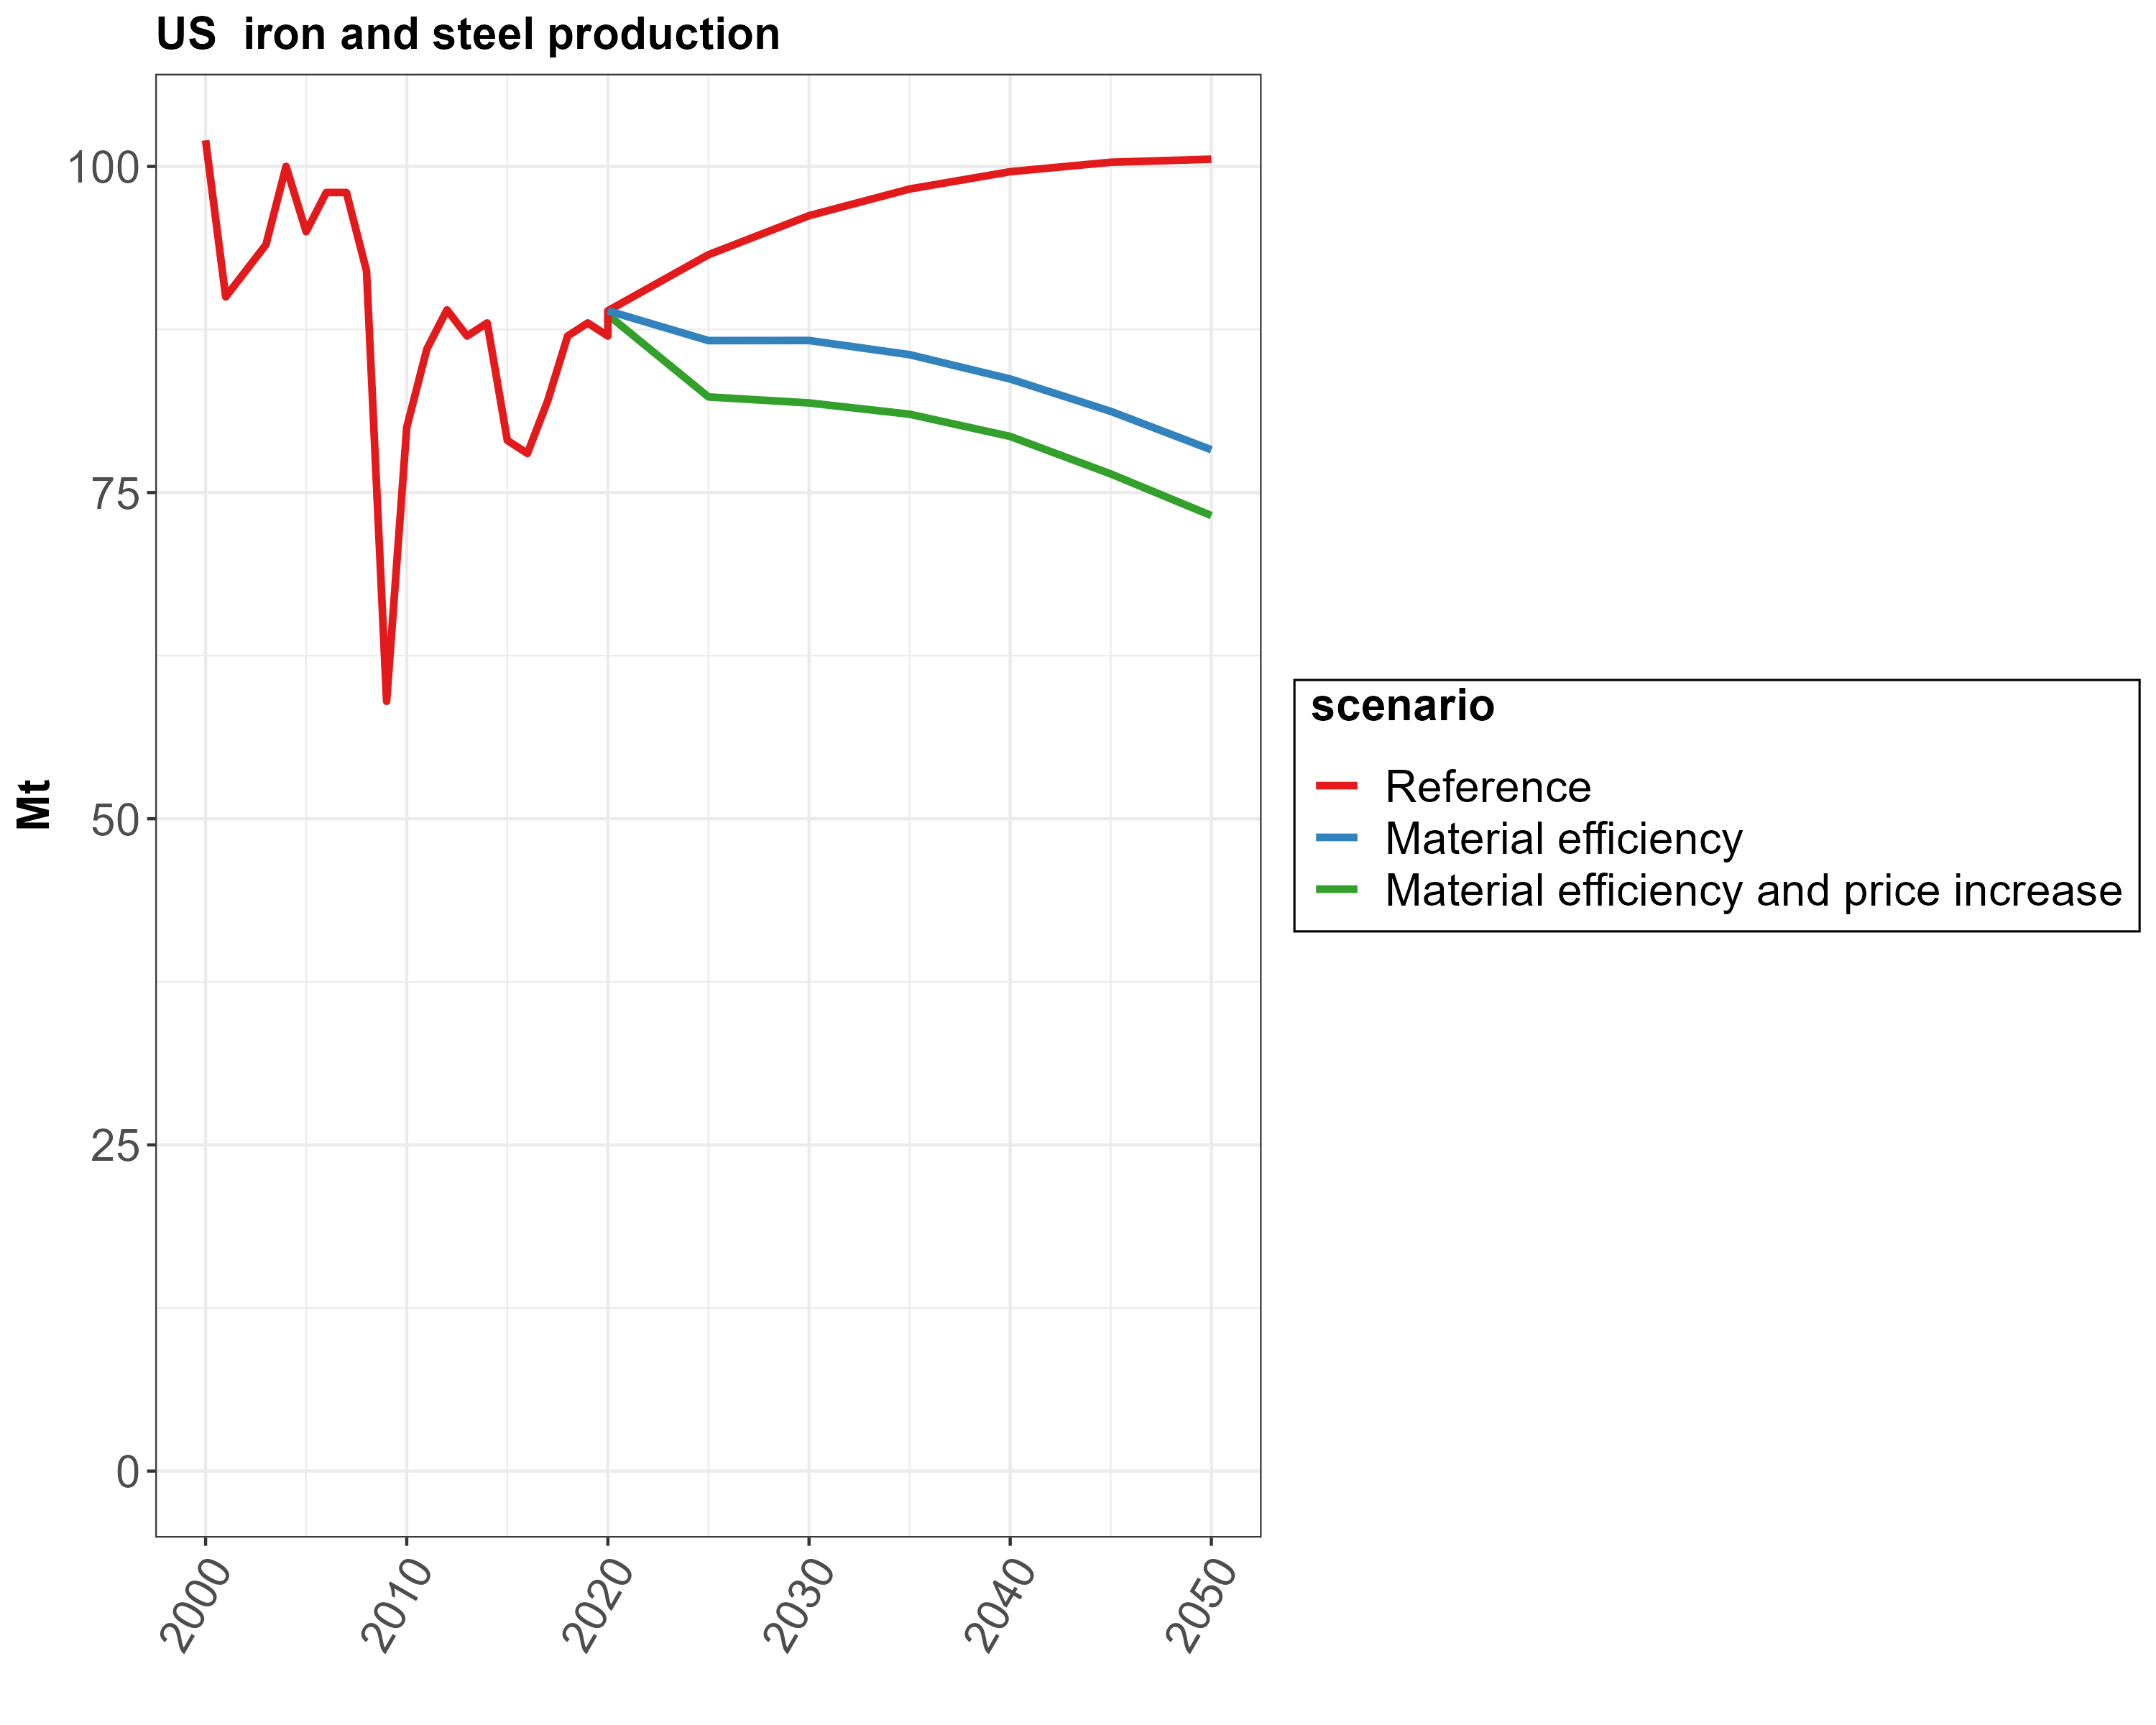 US  iron and steel production
Mt
100
75
50
25
0
2000
2010
2020
2030
2040
2050
scenario
Reference
Material efficiency
Material efficiency and price increase